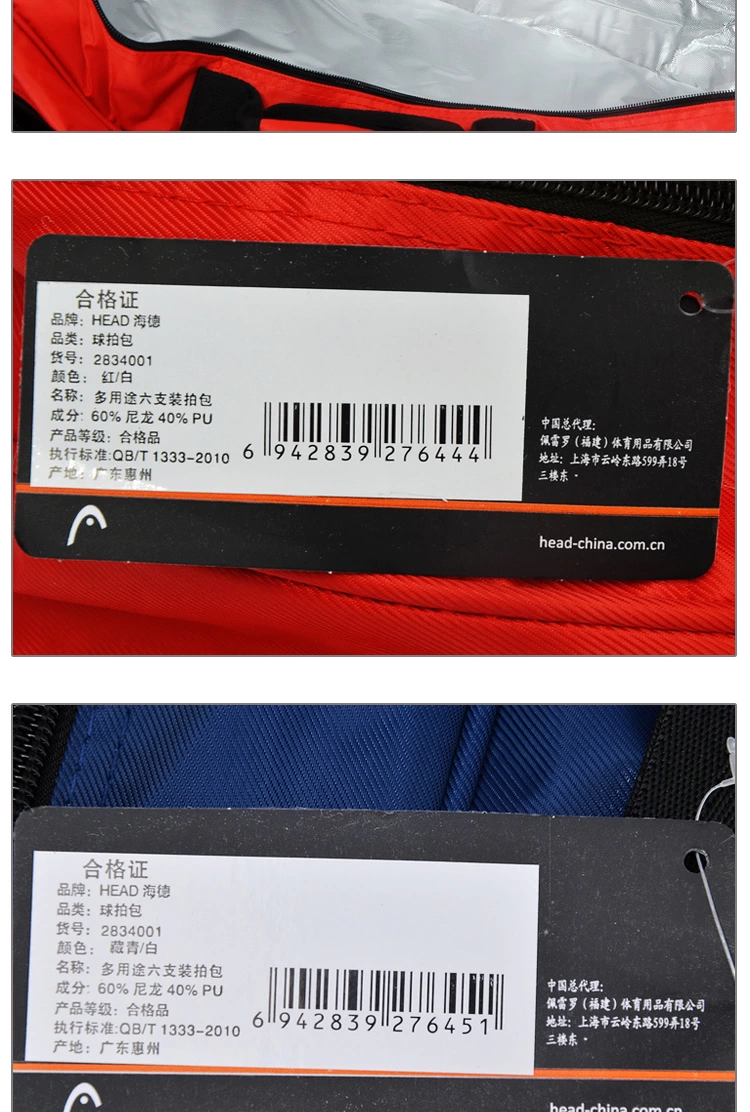 合格证
品牌: HEAD 海德
品类: 球拍包
货号: 2834001
颜色: 红/白
名称: 多用途六支装拍包
成分: 60% 尼龙 40% PU
产品等级: 合格品
执行标准:QB/T 1333-2010
产地: 广东惠州
6 942839 276444
中国总代理:
佩雷罗（福建）体育用品有限公司
地址: 上海市云岭东路599弄18号
三楼东
head-china.com.cn
合格证
品牌: HEAD 海德
品类: 球拍包
货号: 2834001
颜色: 藏青/白
名称: 多用途六支装拍包
成分: 60% 尼龙 40% PU
产品等级: 合格品
执行标准:QB/T 1333-2010
产地: 广东惠州
6 942839 276451
中国总代理:
佩雷罗（福建）体育用品有限公司
地址: 上海市云岭东路599弄18号
三楼东
head-china.com.cn